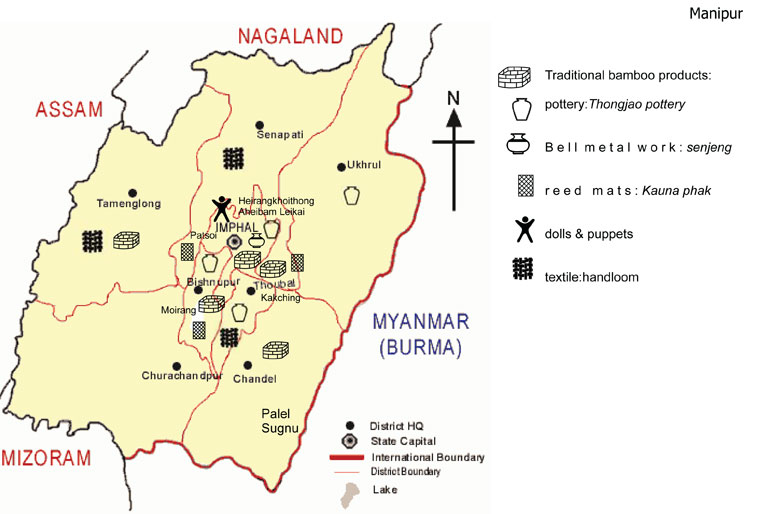 Manipur
NAGALAND
ASSAM
Senapati
Ukhrul
Tamenglong
Heirangkhoithong
Aheibam Leikai
IMPHAL
Patsoi
Bishnupur
Thoubal
Kakching
Moirang
Churachandpur
Chandel
Palel
Sugnu
MYANMAR
(BURMA)
MIZORAM
N
Traditional bamboo products:
pottery:Thongjao pottery
Bell metal work: senjeng
reed mats: Kauna phak
dolls & puppets
textile:handloom
District HQ
State Capital
International Boundary
District Boundary
Lake